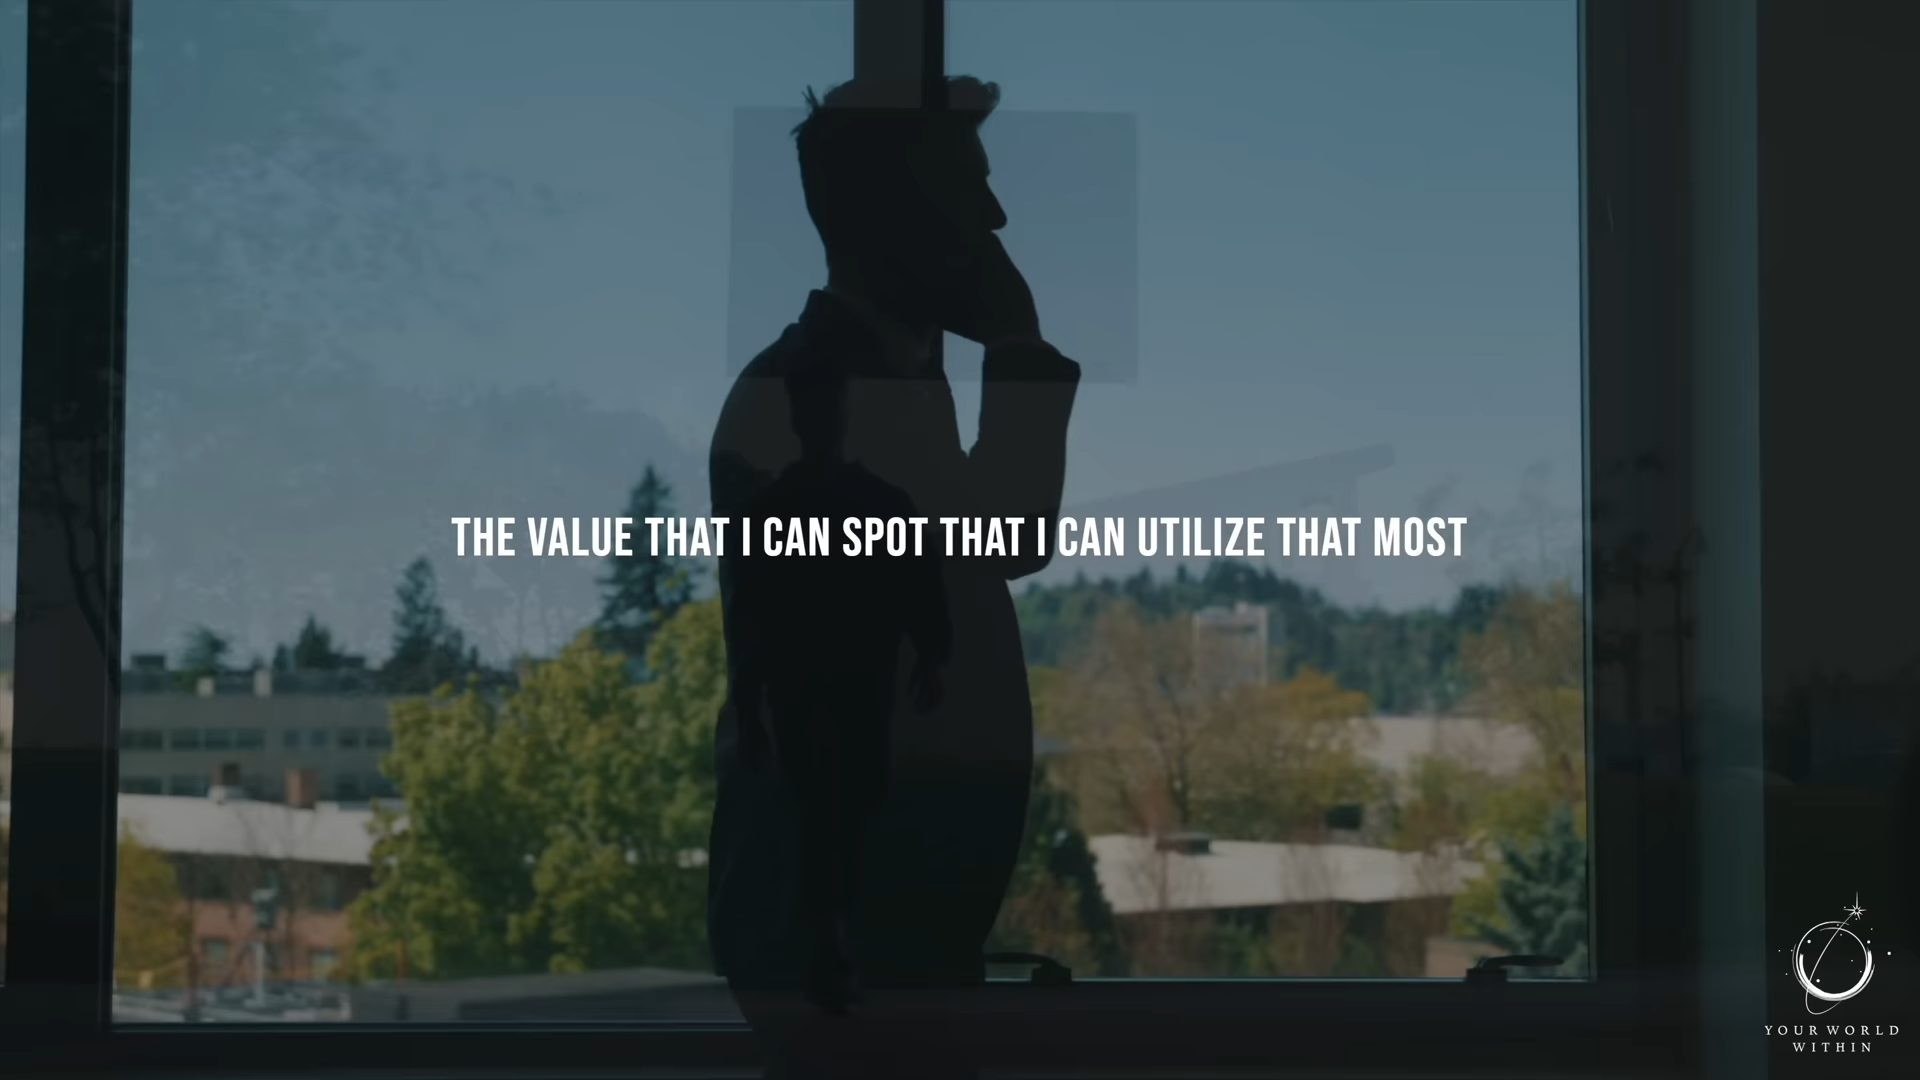 THE VALUE THAT I CAN SPOT THAT I CAN UTILIZE THAT MOST
YOUR WORLD
WITHIN